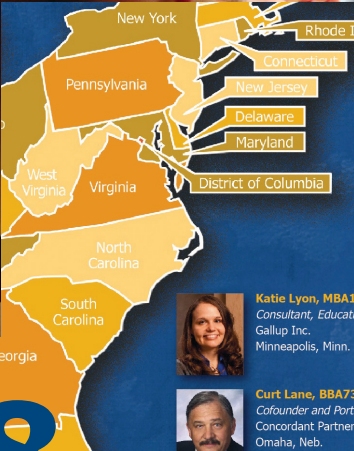 New York
Rhode I
Connecticut
Pennsylvania
New Jersey
Delaware
Maryland
West
Virginia
Virginia
District of Columbia
North
Carolina
South
Carolina
eorgia
Katie Lyon, MBA1
Consultant, Educati
Gallup Inc.
Minneapolis, Minn.
Curt Lane, BBA73
Cofounder and Port
Concordant Partner
Omaha, Neb.